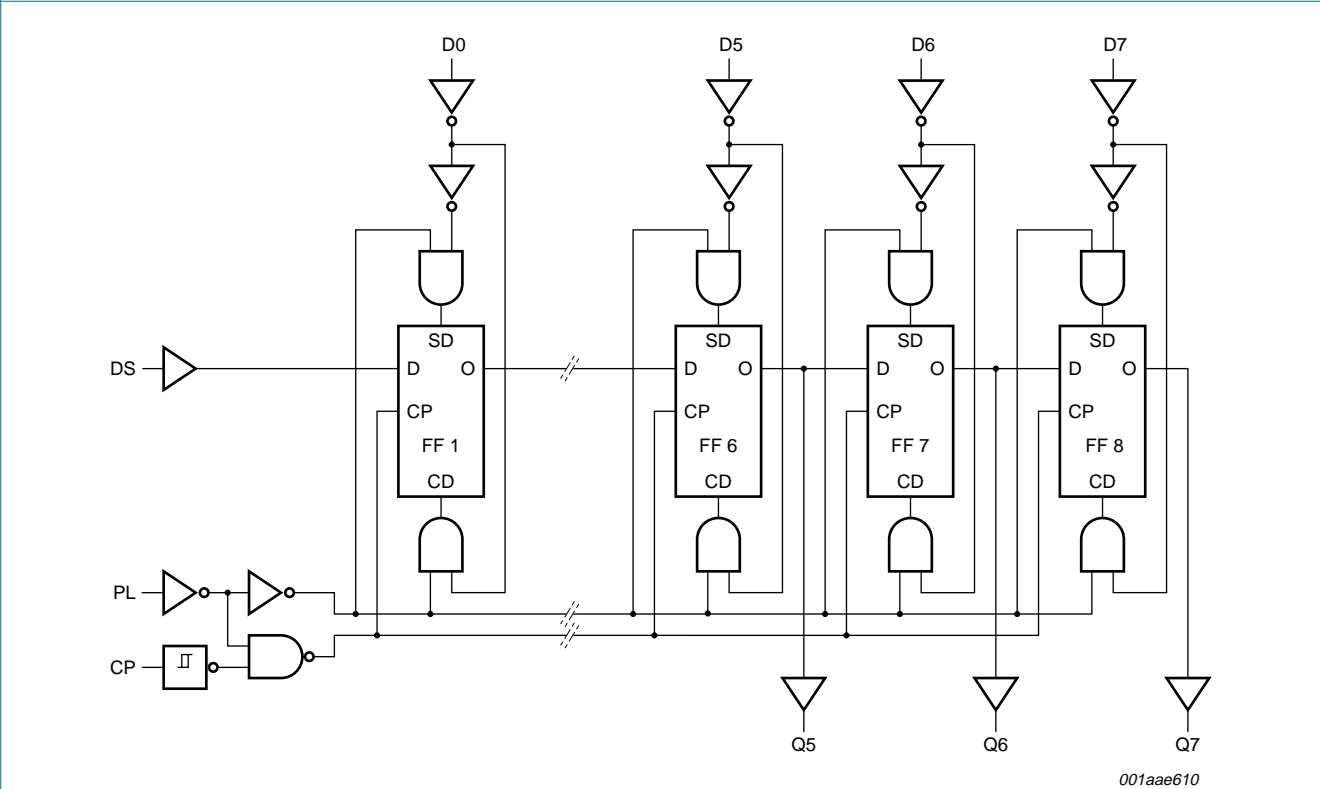 D0 D5 D6 D7
SD SD SD SD
DS D O D O D O D O
CP CP CP CP
FF 1 FF 6 FF 7 FF 8
CD CD CD CD
PL
CP
Q5 Q6 Q7
001aae610